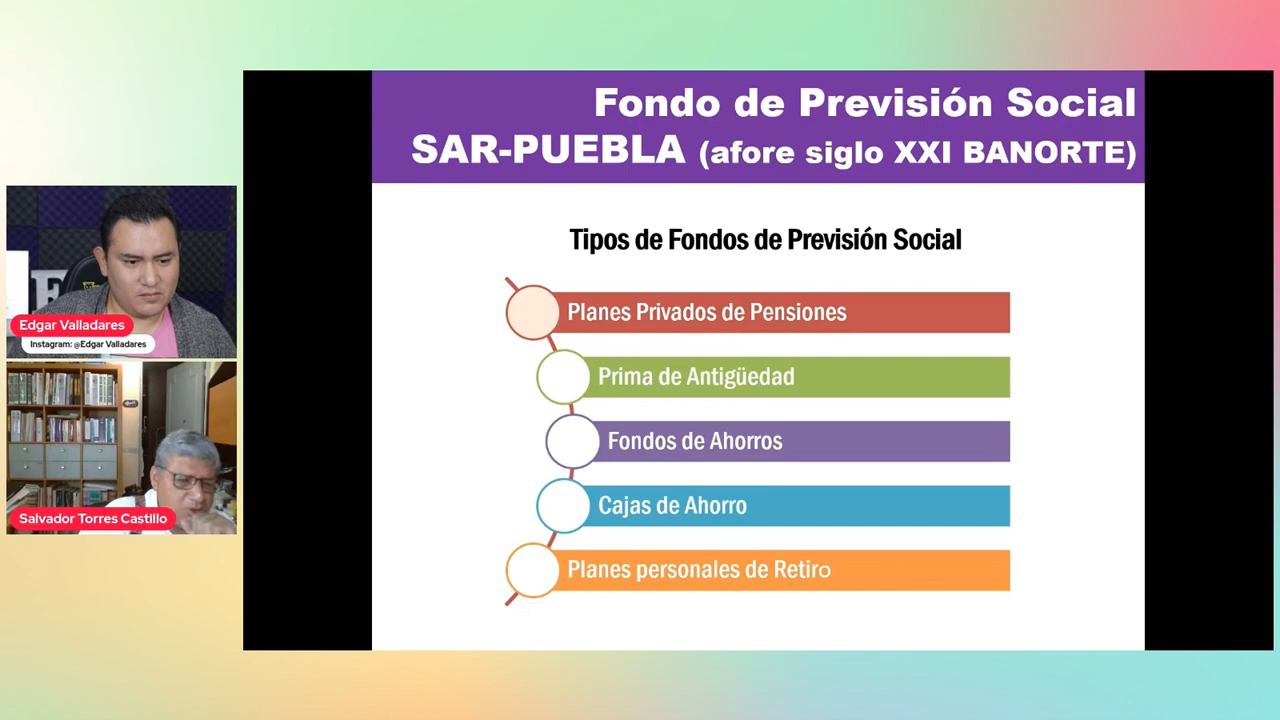 Fondo de Previsión Social
SAR-PUEBLA (afore siglo XXI BANORTE)
Tipos de Fondos de Previsión Social
Planes Privados de Pensiones
Prima de Antigüedad
Fondos de Ahorros
Cajas de Ahorro
Planes personales de Retiro
Edgar Valladares
Instagram: @Edgar Valladares
Salvador Torres Castillo